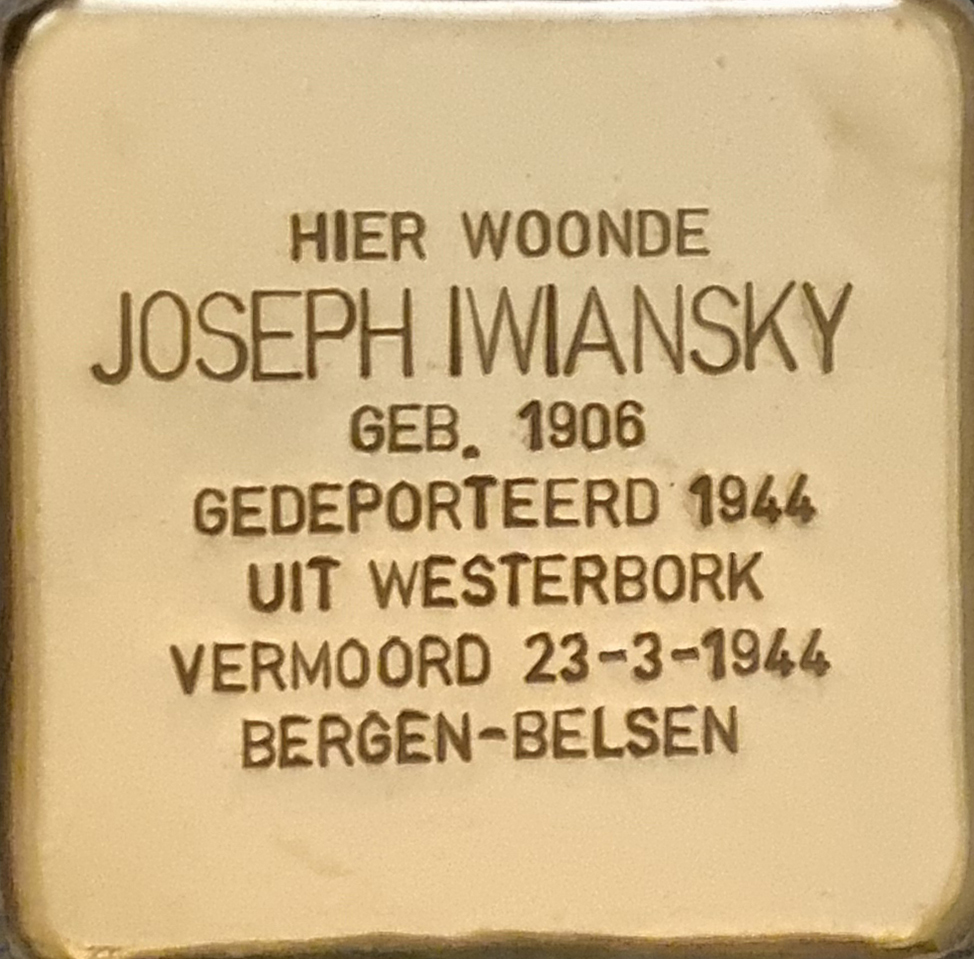 HIER WOONDE
JOSEPH IWIANSKY
GEB. 1906
GEDEPORTEERD 1944
UIT WESTERBORK
VERMOORD 23-3-1944
BERGEN-BELSEN